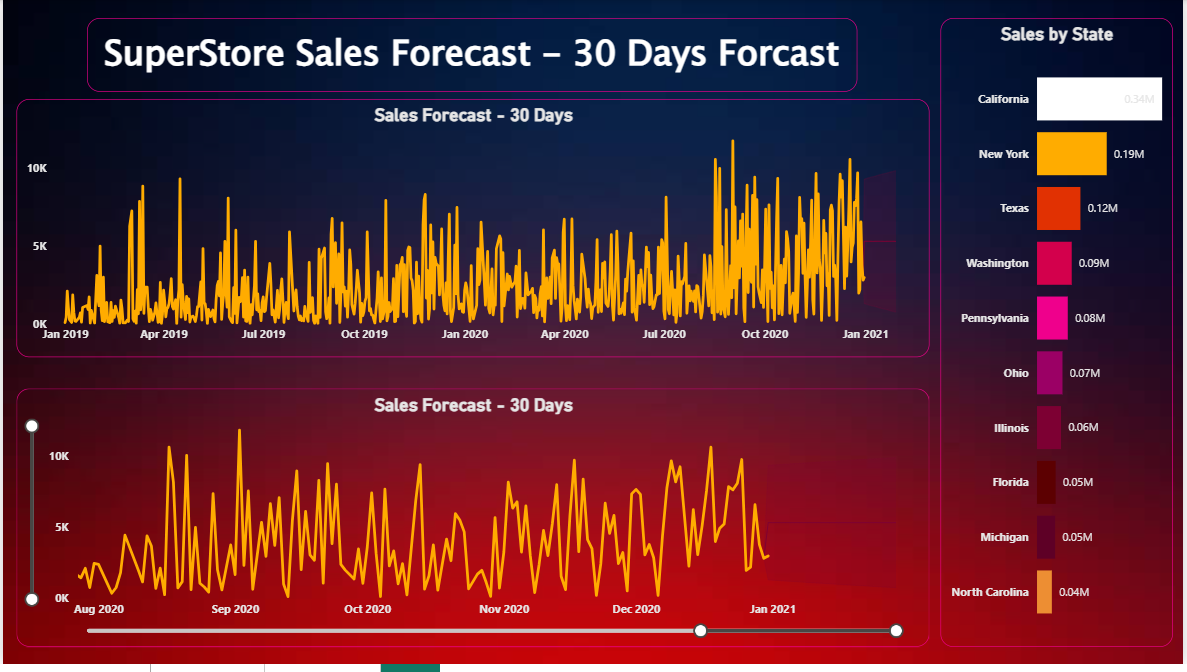 SuperStore Sales Forecast - 30 Days Forcast
Sales Forecast - 30 Days
10K
5K
0K
Jan 2019 Apr 2019 Jul 2019 Oct 2019 Jan 2020 Apr 2020 Jul 2020 Oct 2020 Jan 2021
Sales Forecast - 30 Days
10K
5K
0K
Aug 2020 Sep 2020 Oct 2020 Nov 2020 Dec 2020 Jan 2021
Sales by State
California 0.34M
New York 0.19M
Texas 0.12M
Washington 0.09M
Pennsylvania 0.08M
Ohio 0.07M
Illinois 0.06M
Florida 0.05M
Michigan 0.05M
North Carolina 0.04M